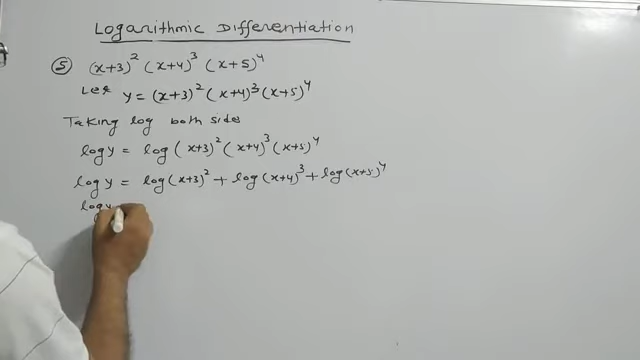 Logarithmic Differentiation
⑤ (x+3)² (x+4)³ (x+5)⁴
Let y = (x+3)² (x+4)³ (x+5)⁴
Taking log both sides
log y = log (x+3)² (x+4)³ (x+5)⁴
log y = log (x+3)² + log (x+4)³ + log (x+5)⁴
log y